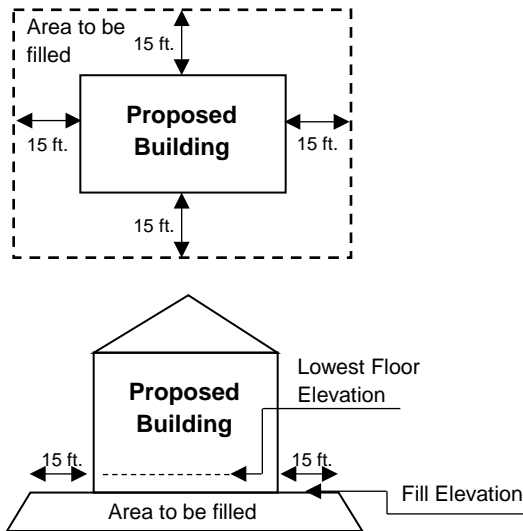 Area to be
filled
15 ft.
Proposed
Building
15 ft.
15 ft.
15 ft.
Lowest Floor
Elevation
Proposed
Building
15 ft.
15 ft.
Fill Elevation
Area to be filled